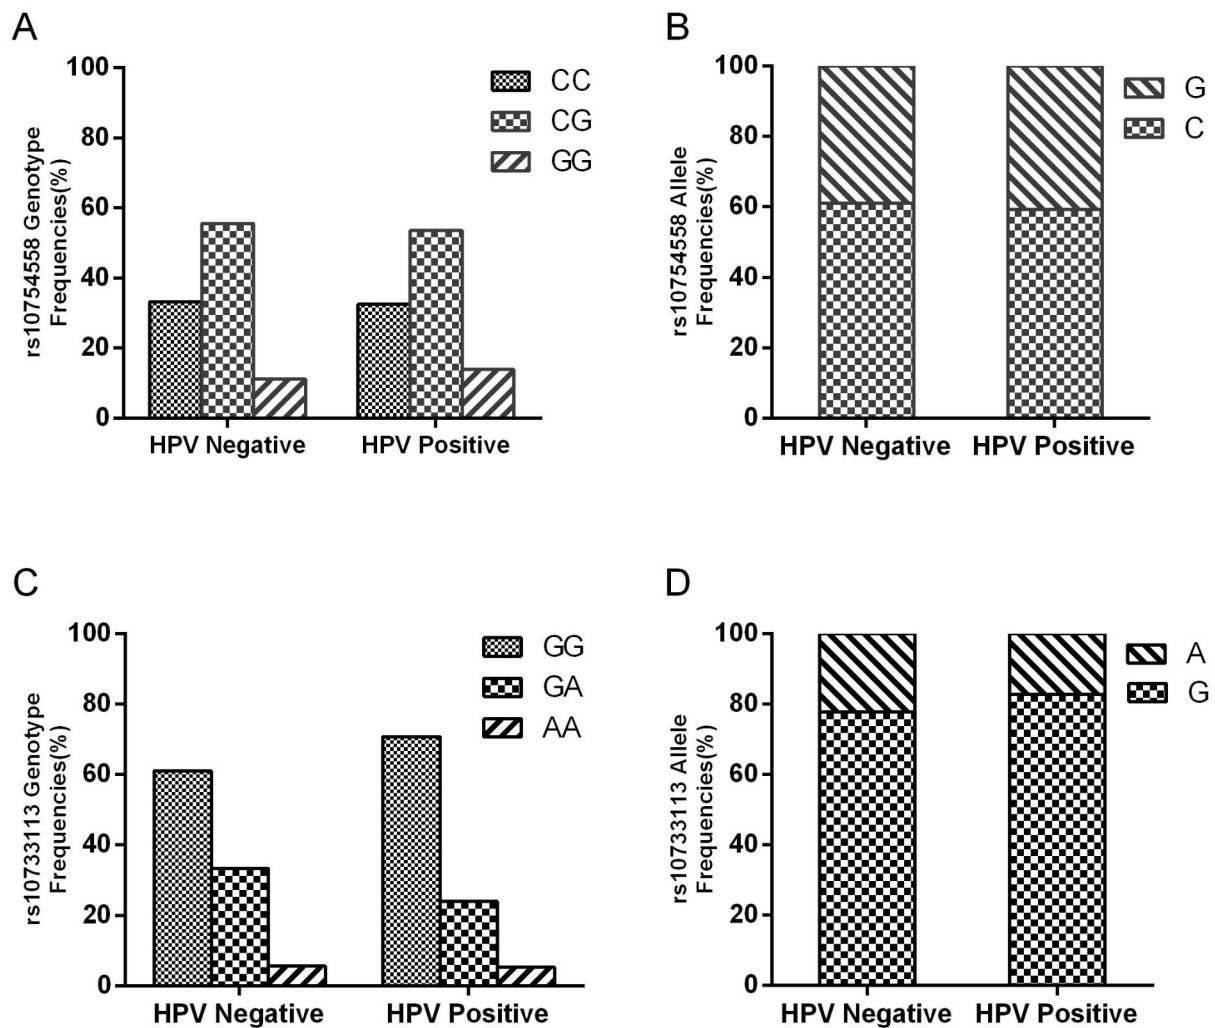 A
rs10754558 Genotype
Frequencies(%)
100
80
60
40
20
0
HPV Negative
HPV Positive
CC
CG
GG
B
rs10754558 Allele
Frequencies(%)
100
80
60
40
20
0
HPV Negative
HPV Positive
G
C
C
rs10733113 Genotype
Frequencies(%)
100
80
60
40
20
0
HPV Negative
HPV Positive
GG
GA
AA
D
rs10733113 Allele
Frequencies(%)
100
80
60
40
20
0
HPV Negative
HPV Positive
A
G